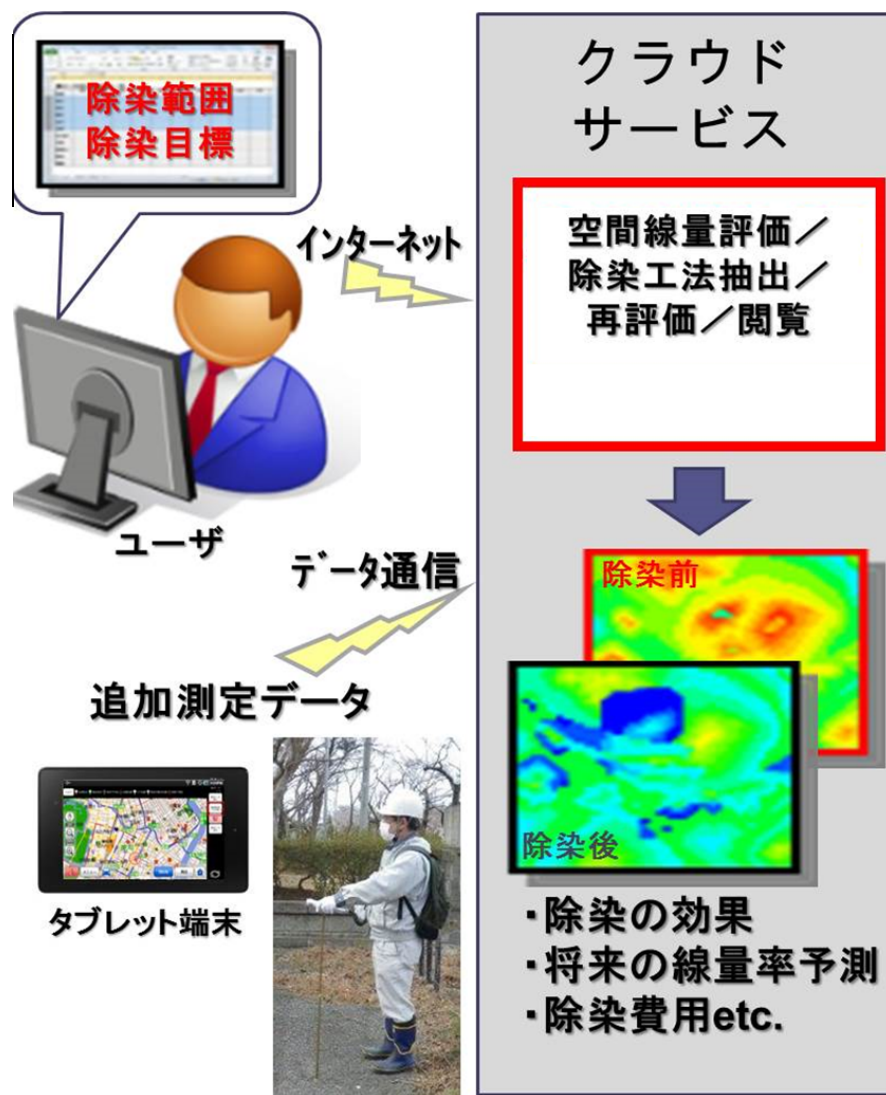 除染範囲
除染目標
インターネット
ユーザ
クラウド
サービス
空間線量評価／
除染工法抽出／
再評価／閲覧
データ通信
追加測定データ
タブレット端末
除染前
除染後
・除染の効果
・将来の線量率予測
・除染費用etc.